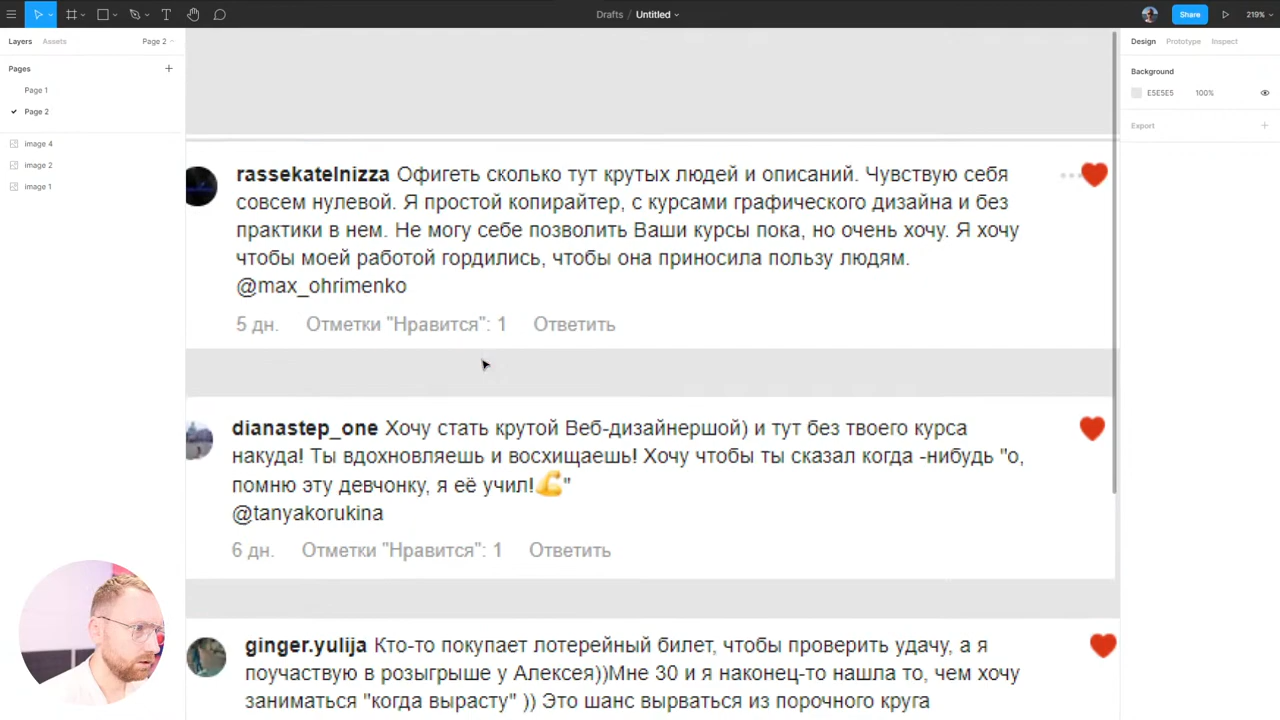 Drafts / Untitled
Share
219%
Layers
Assets
Page 2
Design
Prototype
Inspect
Pages
Page 1
Page 2
image 4
image 2
image 1
Background
E5E5E5
100%
Export
rassekatelnizza Офигеть сколько тут крутых людей и описаний. Чувствую себя
совсем нулевой. Я простой копирайтер, с курсами графического дизайна и без
практики в нем. Не могу себе позволить Ваши курсы пока, но очень хочу. Я хочу
чтобы моей работой гордились, чтобы она приносила пользу людям.
@max_ohrimenko
5 дн. Отметки "Нравится": 1 Ответить
dianastep_one Хочу стать крутой Веб-дизайнершой) и тут без твоего курса
накуда! Ты вдохновляешь и восхищаешь! Хочу чтобы ты сказал когда -нибудь "о,
помню эту девчонку, я её учил!💪"
@tanyakorukina
6 дн. Отметки "Нравится": 1 Ответить
ginger.yulija Кто-то покупает лотерейный билет, чтобы проверить удачу, а я
поучаствую в розыгрыше у Алексея))Мне 30 и я наконец-то нашла то, чем хочу
заниматься "когда вырасту" )) Это шанс вырваться из порочного круга